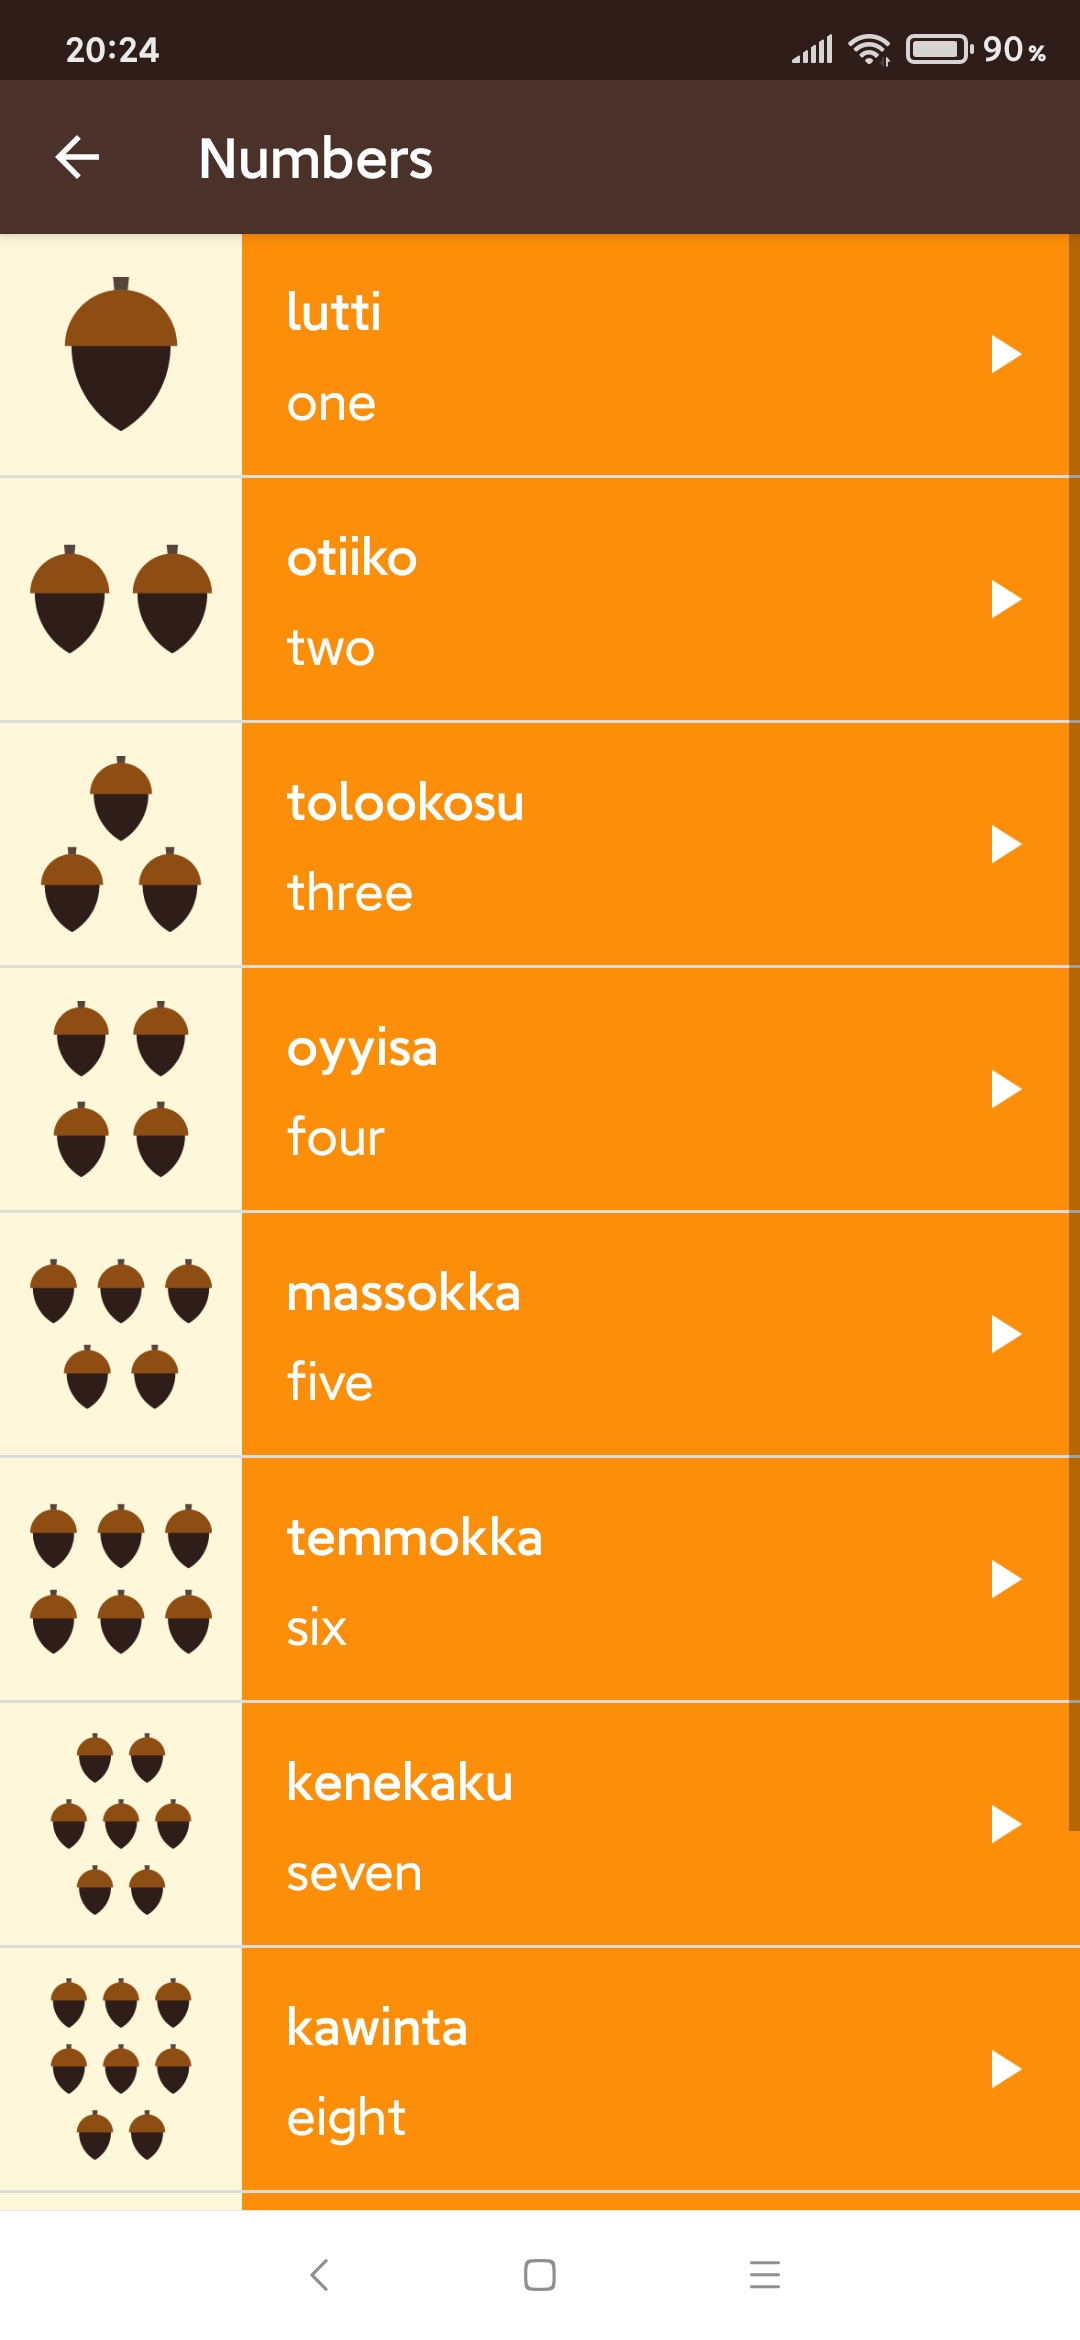 20:24
90%
Numbers
lutti
one
otiiko
two
tolookosu
three
oyyisa
four
massokka
five
temmokka
six
kenekaku
seven
kawinta
eight